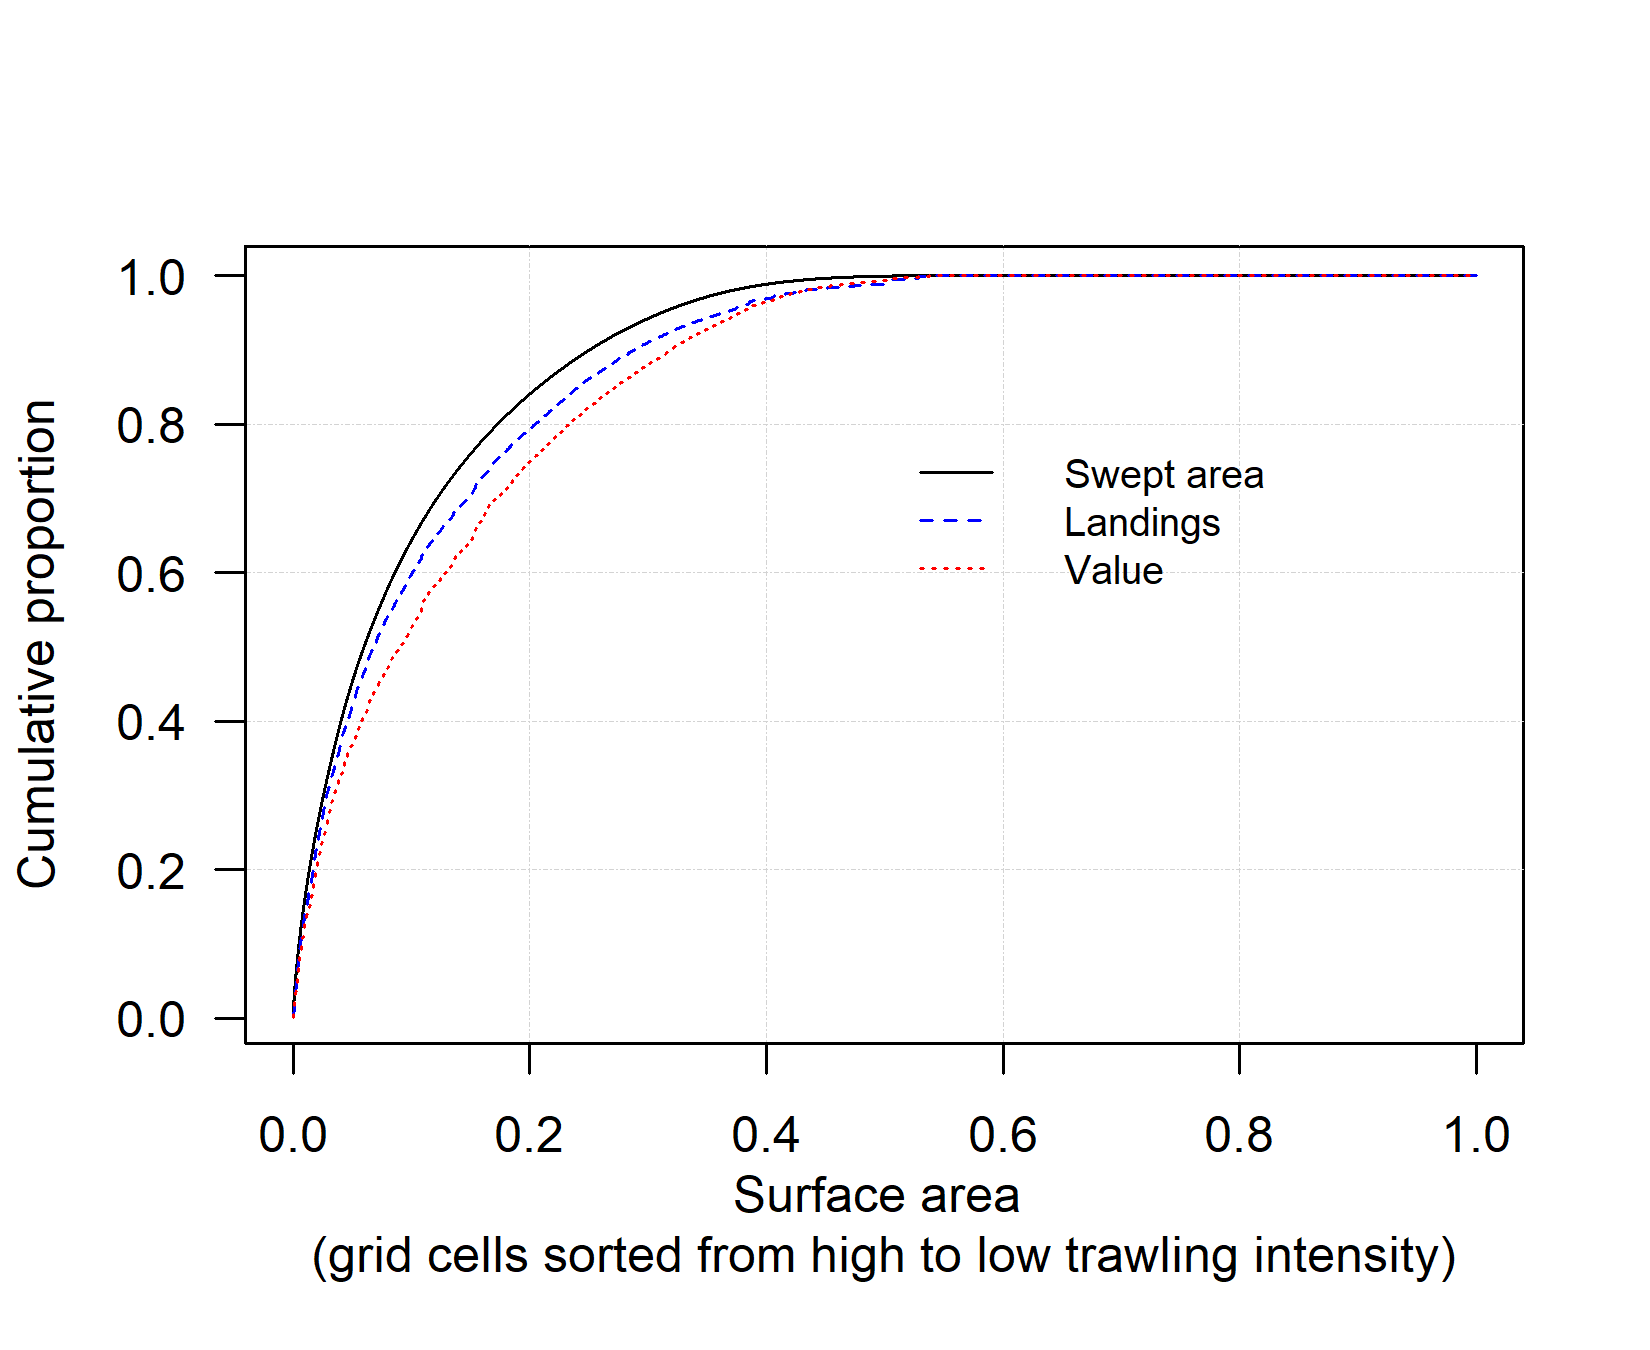 1.0
0.8
0.6
0.4
0.2
0.0
Cumulative proportion
Swept area
Landings
Value
0.0 0.2 0.4 0.6 0.8 1.0
Surface area
(grid cells sorted from high to low trawling intensity)